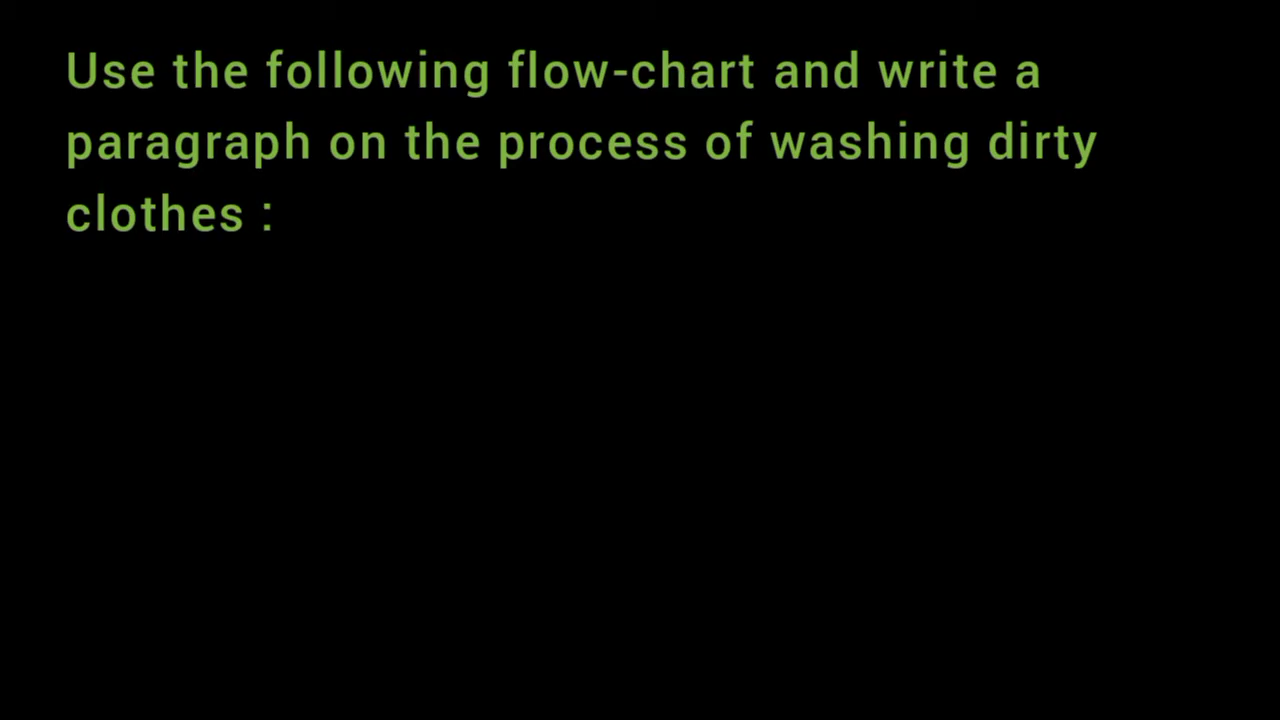 Use the following flow-chart and write a
paragraph on the process of washing dirty
clothes :